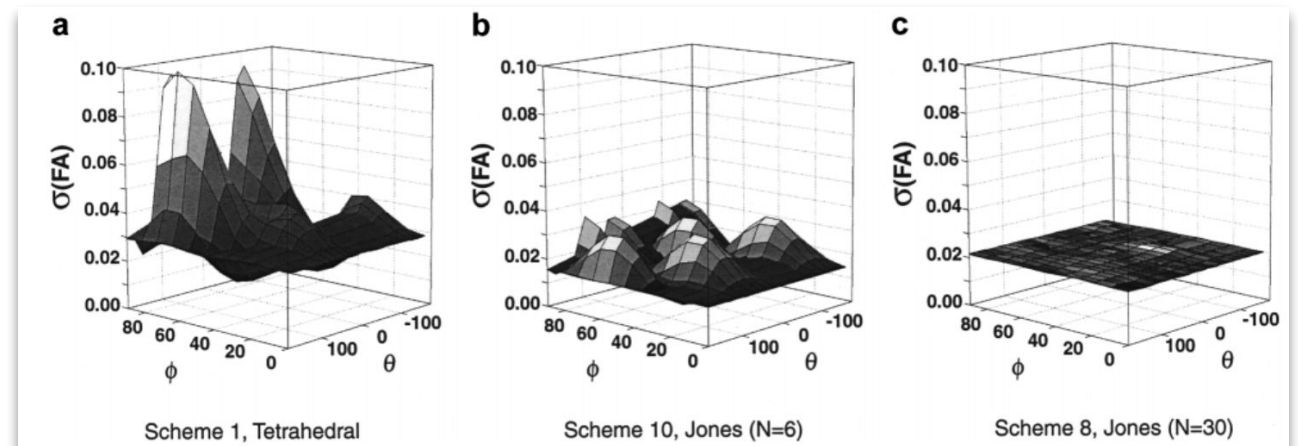 a
0.10
0.08
0.06
0.04
0.02
0.00
σ(FA)
80
60
40
20
0
ϕ
100
0
-100
θ
Scheme 1, Tetrahedral
b
0.10
0.08
0.06
0.04
0.02
0.00
σ(FA)
80
60
40
20
0
ϕ
100
0
-100
θ
Scheme 10, Jones (N=6)
c
0.10
0.08
0.06
0.04
0.02
0.00
σ(FA)
80
60
40
20
0
ϕ
100
0
-100
θ
Scheme 8, Jones (N=30)